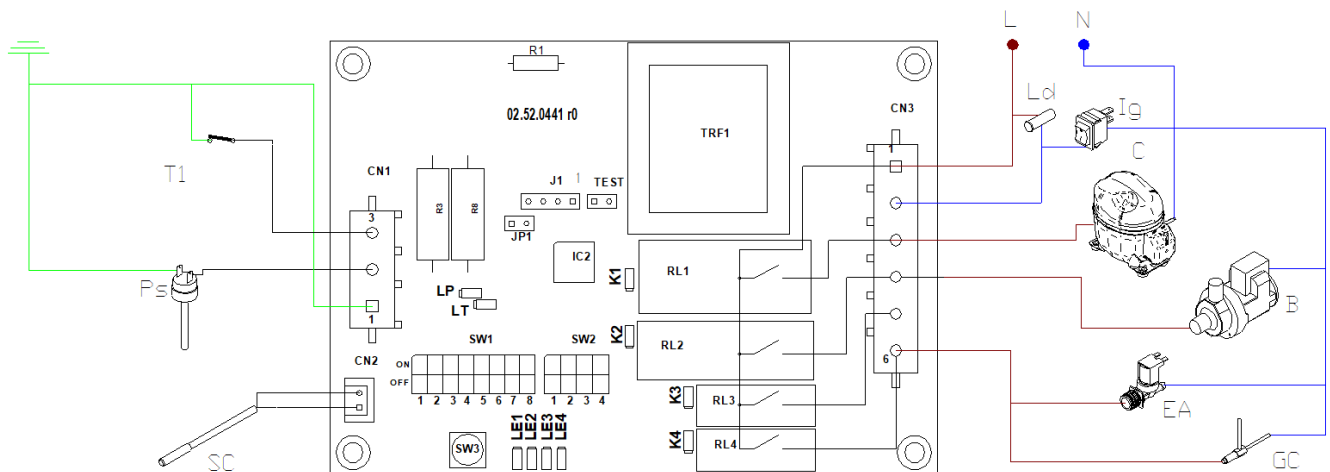 L N
R1
Ld Ig
CN3
02.52.0441 r0
TRF1
C
1
T1
CN1
J1 1 TEST
3
R3 R8
JP1
IC2
K1 RL1
Ps
LP
LT
B
1
K2 RL2
CN2
SW1 SW2
ON
OFF
6
1 2 3 4 5 6 7 8 1 2 3 4
K3 RL3
EA
LE1 LE2 LE3 LE4
K4 RL4
SW3
SC GC